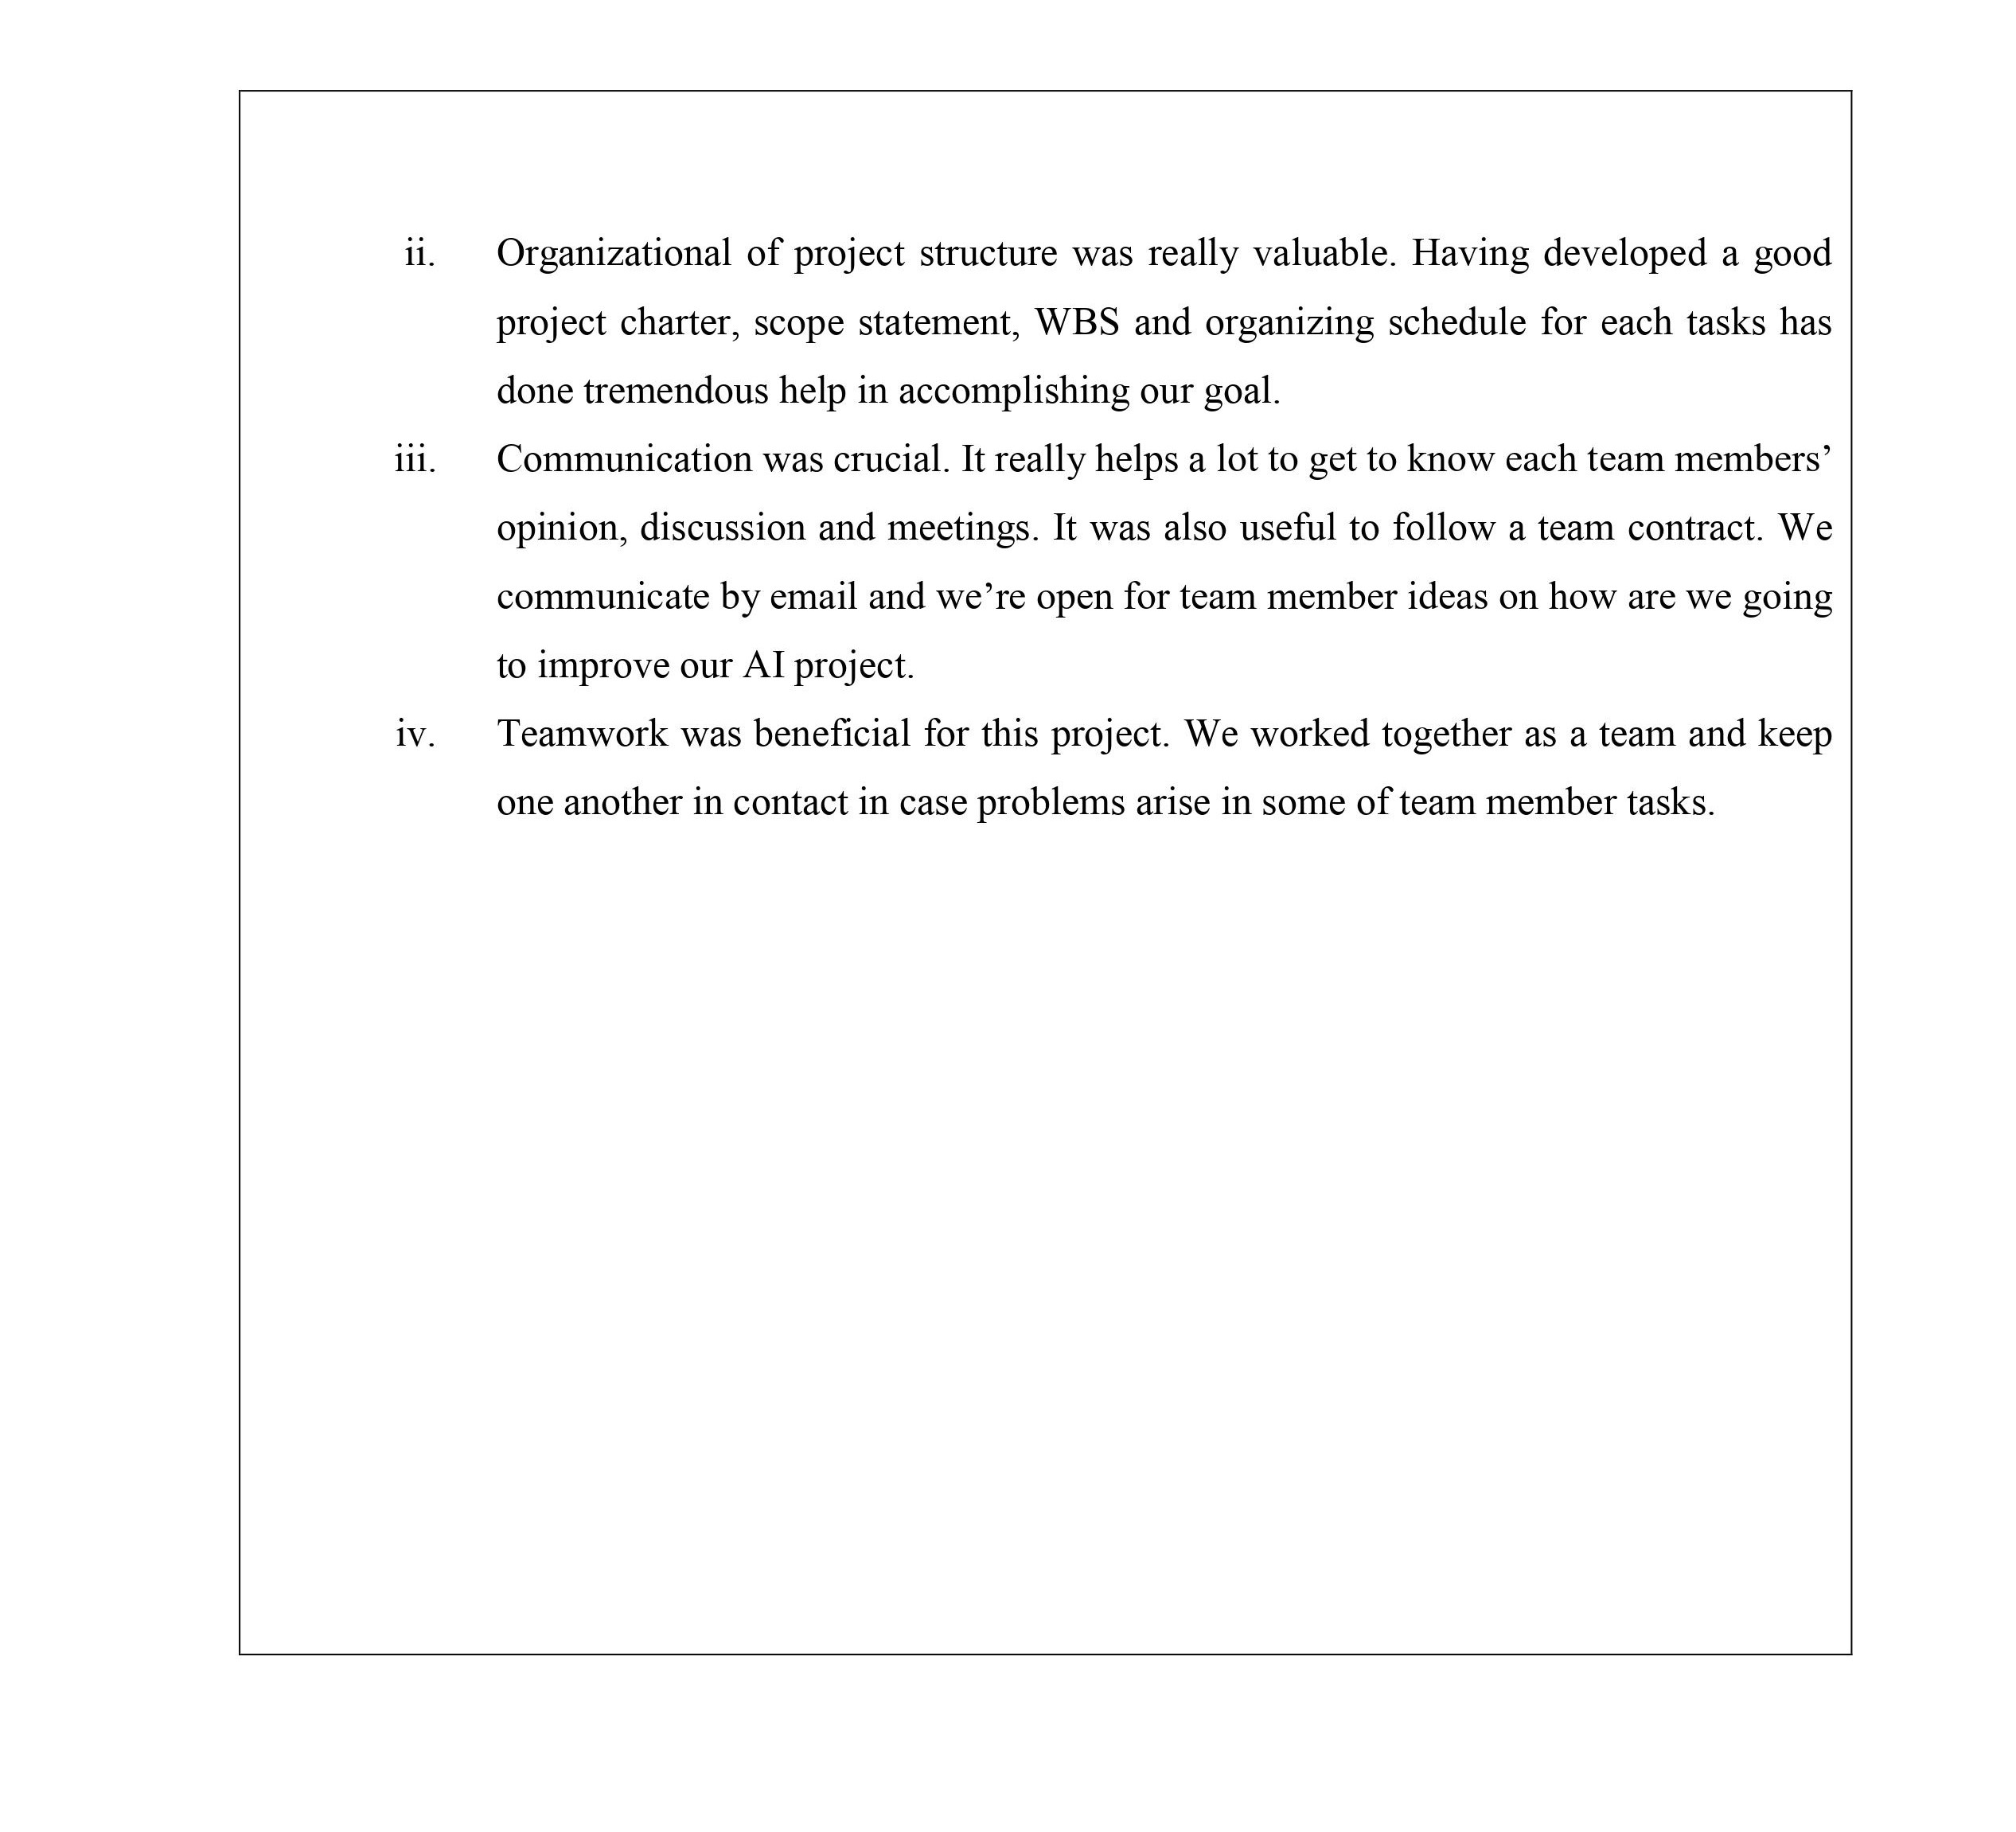 ii. Organizational of project structure was really valuable. Having developed a good
project charter, scope statement, WBS and organizing schedule for each tasks has
done tremendous help in accomplishing our goal.
iii. Communication was crucial. It really helps a lot to get to know each team members’
opinion, discussion and meetings. It was also useful to follow a team contract. We
communicate by email and we’re open for team member ideas on how are we going
to improve our AI project.
iv. Teamwork was beneficial for this project. We worked together as a team and keep
one another in contact in case problems arise in some of team member tasks.